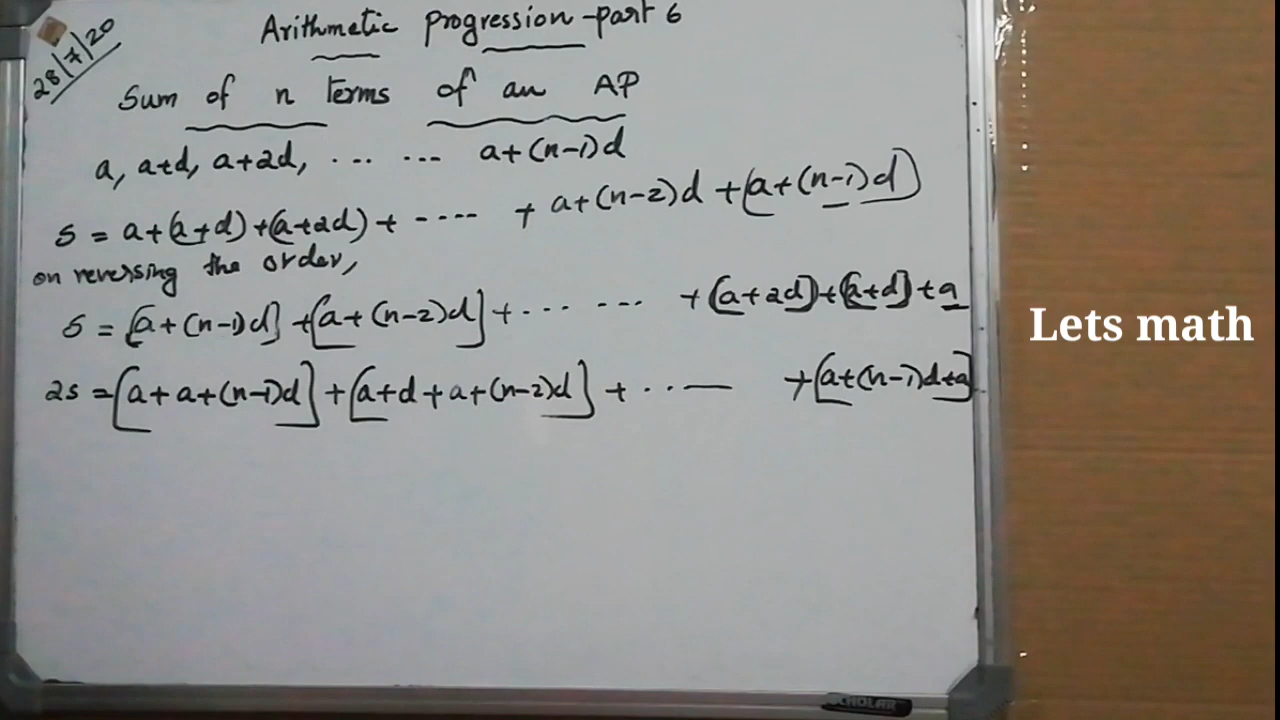 28/7/20
Arithmetic progression - part 6
Sum of n terms of an AP
a, a+d, a+2d, ... ... a+(n-1)d
S = a+(a+d)+(a+2d)+ ----- + a+(n-2)d +(a+(n-1)d)
on reversing the order,
S = [a+(n-1)d] +[a+(n-2)d]+ ... ... +(a+2d]+[a+d]+a
2S =[a+a+(n-1)d]+[a+d+a+(n-2)d] + ..— +[a+(n-1)d+a]
Lets math
SCHOLAR